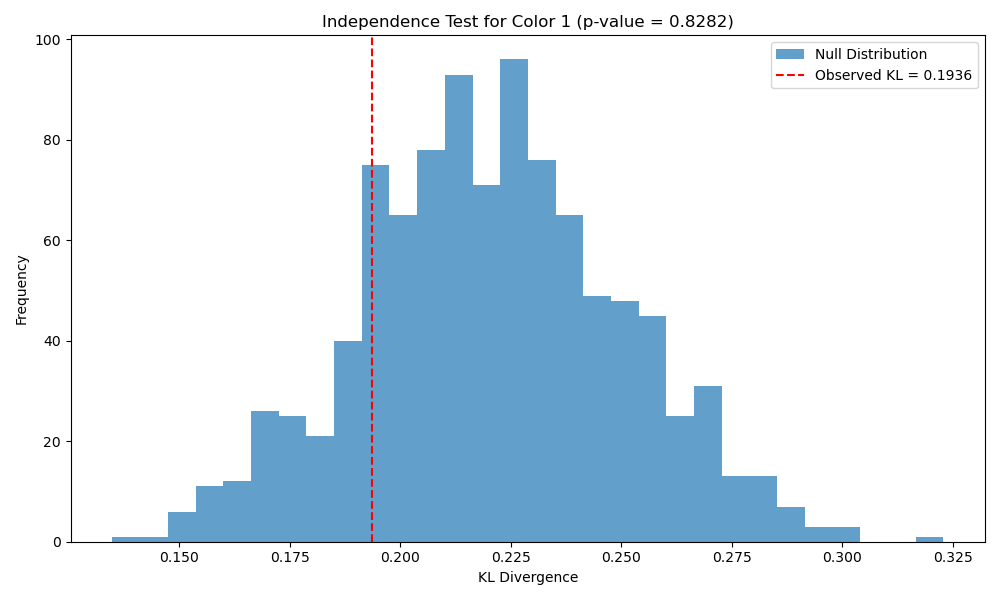 Independence Test for Color 1 (p-value = 0.8282)
Null Distribution
Observed KL = 0.1936
100
80
60
40
20
0
Frequency
0.150 0.175 0.200 0.225 0.250 0.275 0.300 0.325
KL Divergence